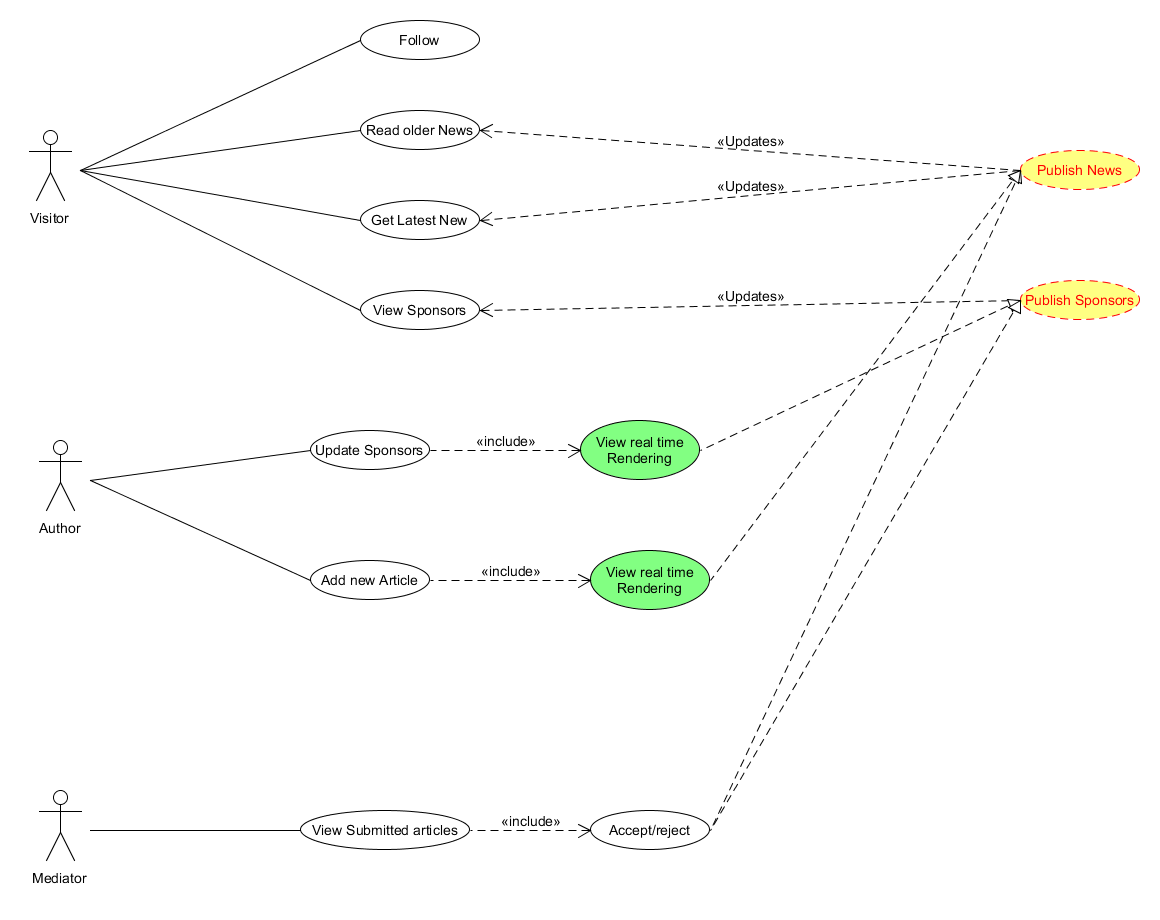 Follow
Read older News
«Updates»
Publish News
«Updates»
Visitor
Get Latest New
«Updates»
Publish Sponsors
View Sponsors
Update Sponsors
«include»
View real time
Rendering
Author
Add new Article
«include»
View real time
Rendering
View Submitted articles
«include»
Accept/reject
Mediator